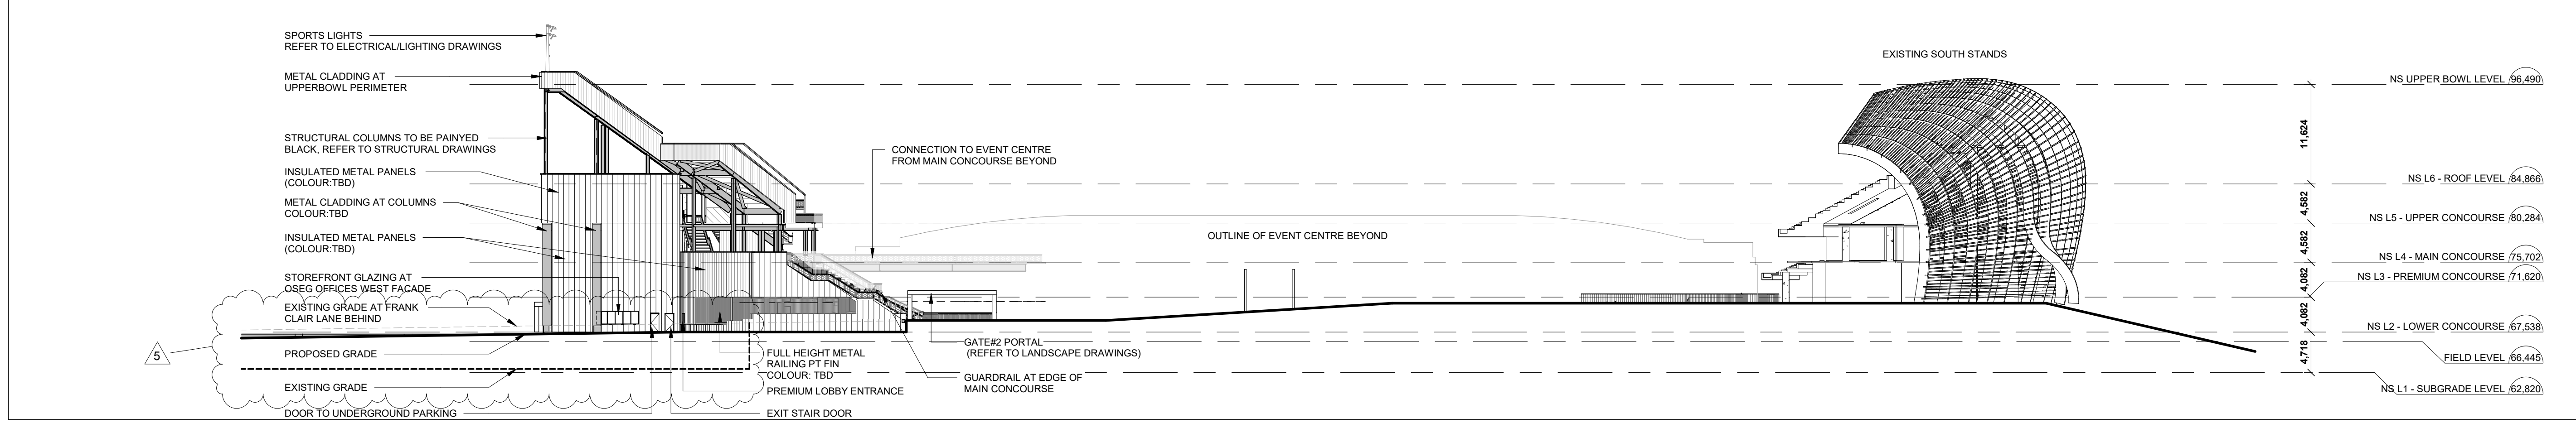 SPORTS LIGHTS
REFER TO ELECTRICAL/LIGHTING DRAWINGS
METAL CLADDING AT
UPPERBOWL PERIMETER
STRUCTURAL COLUMNS TO BE PAINYED
BLACK, REFER TO STRUCTURAL DRAWINGS
INSULATED METAL PANELS
(COLOUR:TBD)
METAL CLADDING AT COLUMNS
COLOUR:TBD
INSULATED METAL PANELS
(COLOUR:TBD)
STOREFRONT GLAZING AT
OSEG OFFICES WEST FACADE
EXISTING GRADE AT FRANK
CLAIR LANE BEHIND
PROPOSED GRADE
EXISTING GRADE
DOOR TO UNDERGROUND PARKING
5
FULL HEIGHT METAL
RAILING PT FIN
COLOUR: TBD
PREMIUM LOBBY ENTRANCE
EXIT STAIR DOOR
CONNECTION TO EVENT CENTRE
FROM MAIN CONCOURSE BEYOND
GATE#2 PORTAL
(REFER TO LANDSCAPE DRAWINGS)
GUARDRAIL AT EDGE OF
MAIN CONCOURSE
OUTLINE OF EVENT CENTRE BEYOND
EXISTING SOUTH STANDS
11,624
4,582
4,582
4,082
4,082
4,718
NS UPPER BOWL LEVEL 96,490
NS L6 - ROOF LEVEL 84,866
NS L5 - UPPER CONCOURSE 80,284
NS L4 - MAIN CONCOURSE 75,702
NS L3 - PREMIUM CONCOURSE 71,620
NS L2 - LOWER CONCOURSE 67,538
FIELD LEVEL 66,445
NS L1 - SUBGRADE LEVEL 62,820